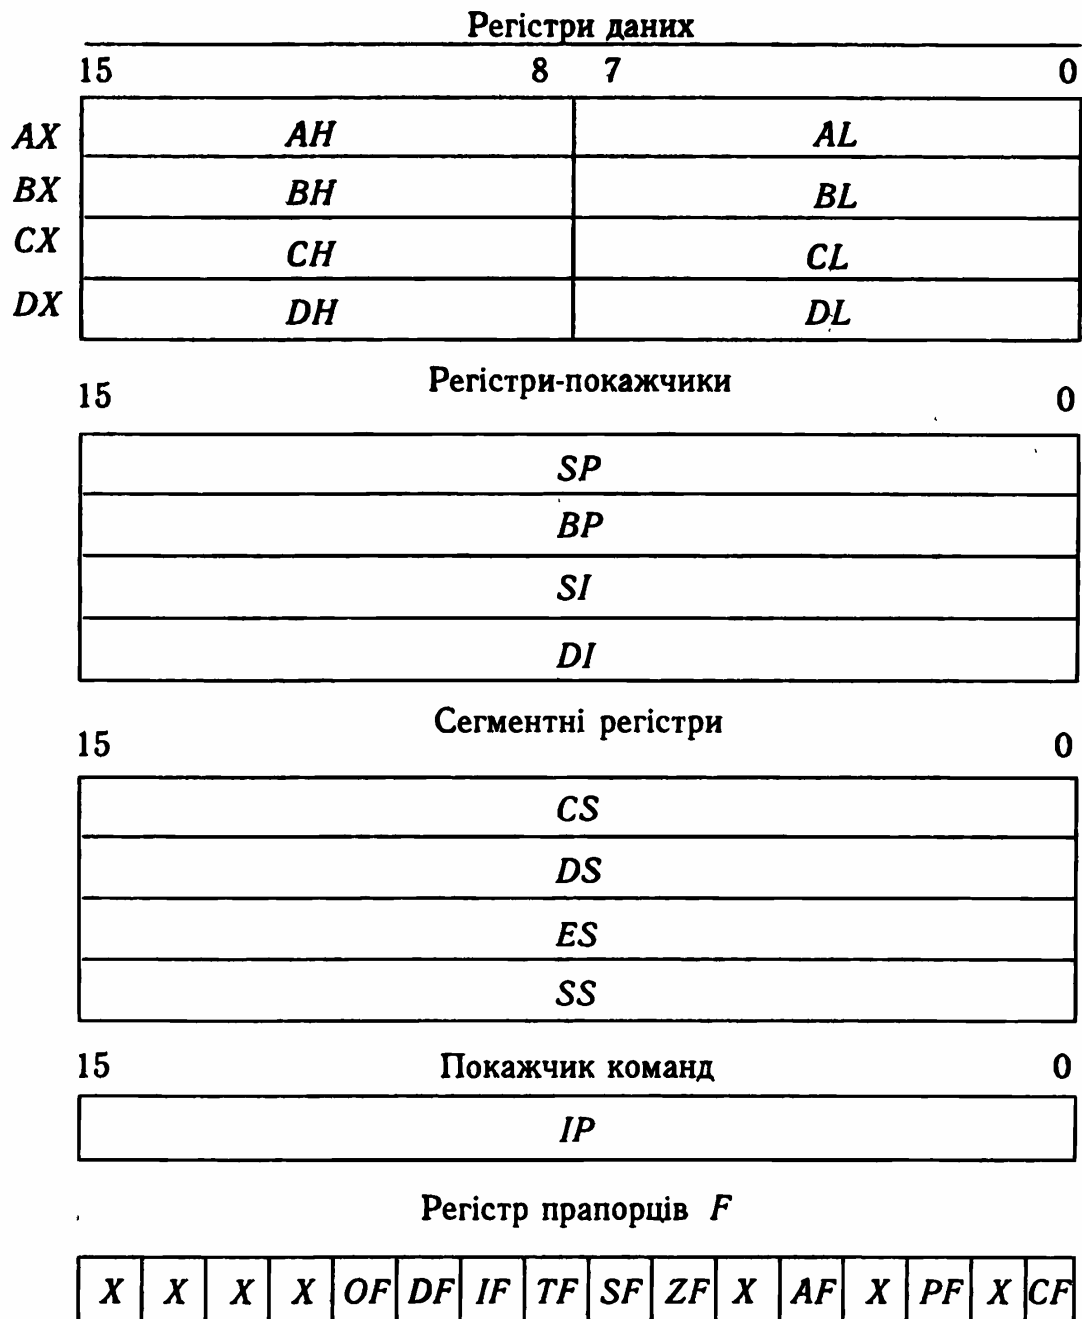 Регістри даних
15 8 7 0
AX AH AL
BX BH BL
CX CH CL
DX DH DL
15 Регістри-покажчики 0
SP
BP
SI
DI
15 Сегментні регістри 0
CS
DS
ES
SS
15 Покажчик команд 0
IP
Регістр прапорців F
X X X X OF DF IF TF SF ZF X AF X PF X CF